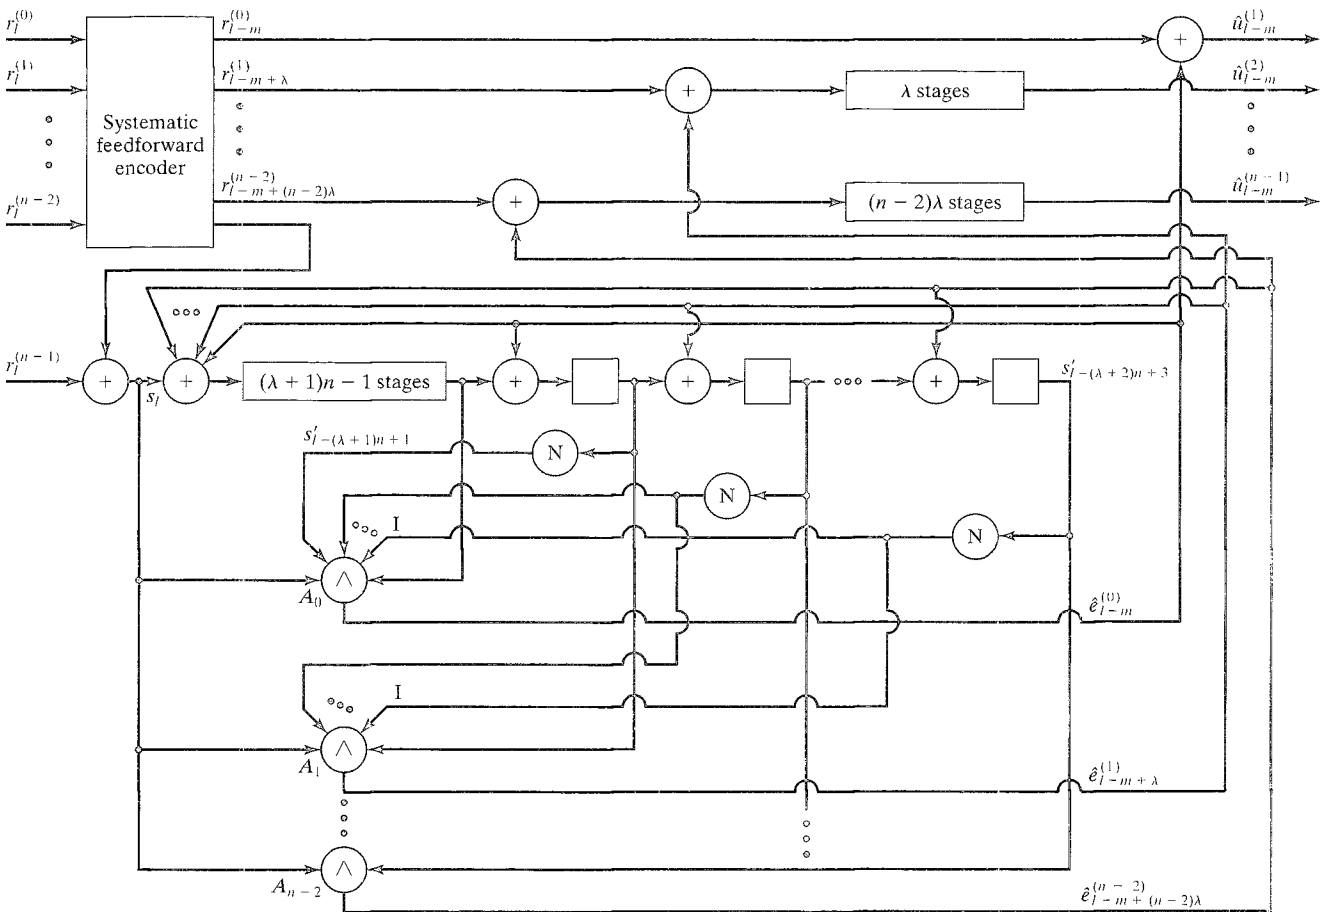 r_l^{(0)}
r_{l-m}^{(0)}
û_{l-m}^{(1)}
+
r_l^{(1)}
r_{l-m+λ}^{(1)}
+
λ stages
û_{l-m}^{(2)}
Systematic
feedforward
encoder
r_l^{(n-2)}
r_{l-m+(n-2)λ}^{(n-2)}
+
(n − 2)λ stages
û_{l-m}^{(n-1)}
r_l^{(n-1)}
+
s_l
+
(λ + 1)n − 1 stages
+
+
+
s'_{l-(λ+2)n+3}
s'_{l-(λ+1)n+1}
N
N
I
N
∧
A_0
ê_{l-m}^{(0)}
I
∧
A_1
ê_{l-m+λ}^{(1)}
∧
A_{n-2}
ê_{l-m+(n-2)λ}^{(n-2)}